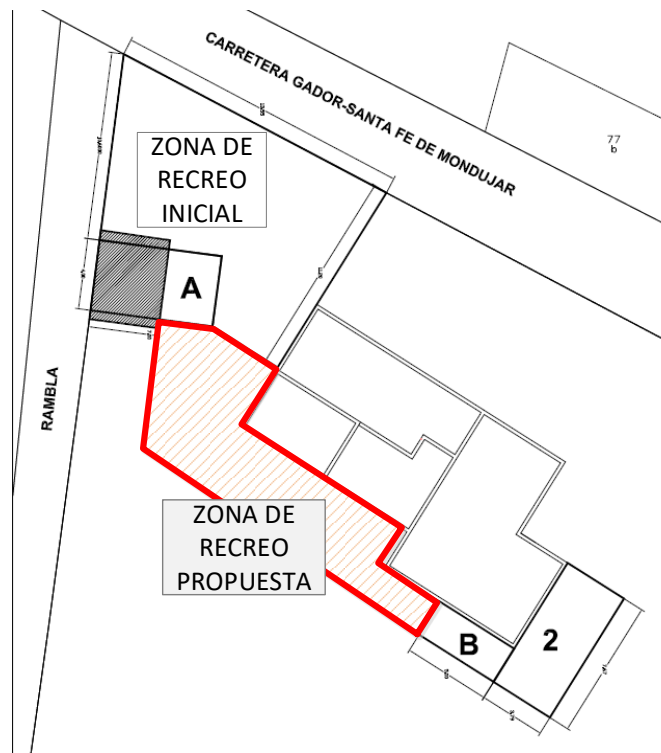 CARRETERA GADOR-SANTA FE DE MONDUJAR
77
b
ZONA DE
RECREO
INICIAL
A
RAMBLA
ZONA DE
RECREO
PROPUESTA
B
2